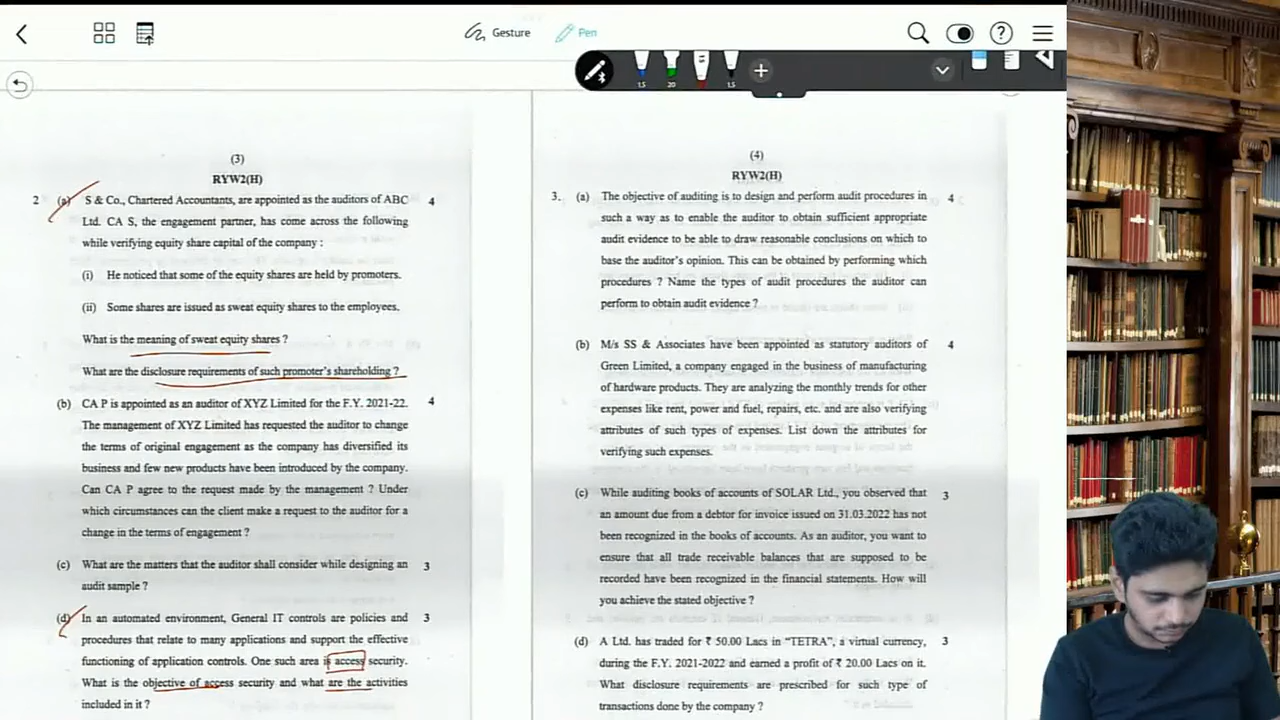 Gesture
Pen
15
20
15
(3)
RYW2(H)
2 (a) S & Co., Chartered Accountants, are appointed as the auditors of ABC 4
Ltd. CA S, the engagement partner, has come across the following
while verifying equity share capital of the company :
(i) He noticed that some of the equity shares are held by promoters.
(ii) Some shares are issued as sweat equity shares to the employees.
What is the meaning of sweat equity shares ?
What are the disclosure requirements of such promoter's shareholding ?
(b) CA P is appointed as an auditor of XYZ Limited for the F.Y. 2021-22. 4
The management of XYZ Limited has requested the auditor to change
the terms of original engagement as the company has diversified its
business and few new products have been introduced by the company.
Can CA P agree to the request made by the management ? Under
which circumstances can the client make a request to the auditor for a
change in the terms of engagement ?
(c) What are the matters that the auditor shall consider while designing an 3
audit sample ?
(d) In an automated environment, General IT controls are policies and 3
procedures that relate to many applications and support the effective
functioning of application controls. One such area is access security.
What is the objective of access security and what are the activities
included in it ?
(4)
RYW2(H)
3. (a) The objective of auditing is to design and perform audit procedures in 4
such a way as to enable the auditor to obtain sufficient appropriate
audit evidence to be able to draw reasonable conclusions on which to
base the auditor's opinion. This can be obtained by performing which
procedures ? Name the types of audit procedures the auditor can
perform to obtain audit evidence ?
(b) M/s SS & Associates have been appointed as statutory auditors of 4
Green Limited, a company engaged in the business of manufacturing
of hardware products. They are analyzing the monthly trends for other
expenses like rent, power and fuel, repairs, etc. and are also verifying
attributes of such types of expenses. List down the attributes for
verifying such expenses.
(c) While auditing books of accounts of SOLAR Ltd., you observed that 3
an amount due from a debtor for invoice issued on 31.03.2022 has not
been recognized in the books of accounts. As an auditor, you want to
ensure that all trade receivable balances that are supposed to be
recorded have been recognized in the financial statements. How will
you achieve the stated objective ?
(d) A Ltd. has traded for ₹ 50.00 Lacs in "TETRA", a virtual currency, 3
during the F.Y. 2021-2022 and earned a profit of ₹ 20.00 Lacs on it.
What disclosure requirements are prescribed for such type of
transactions done by the company ?